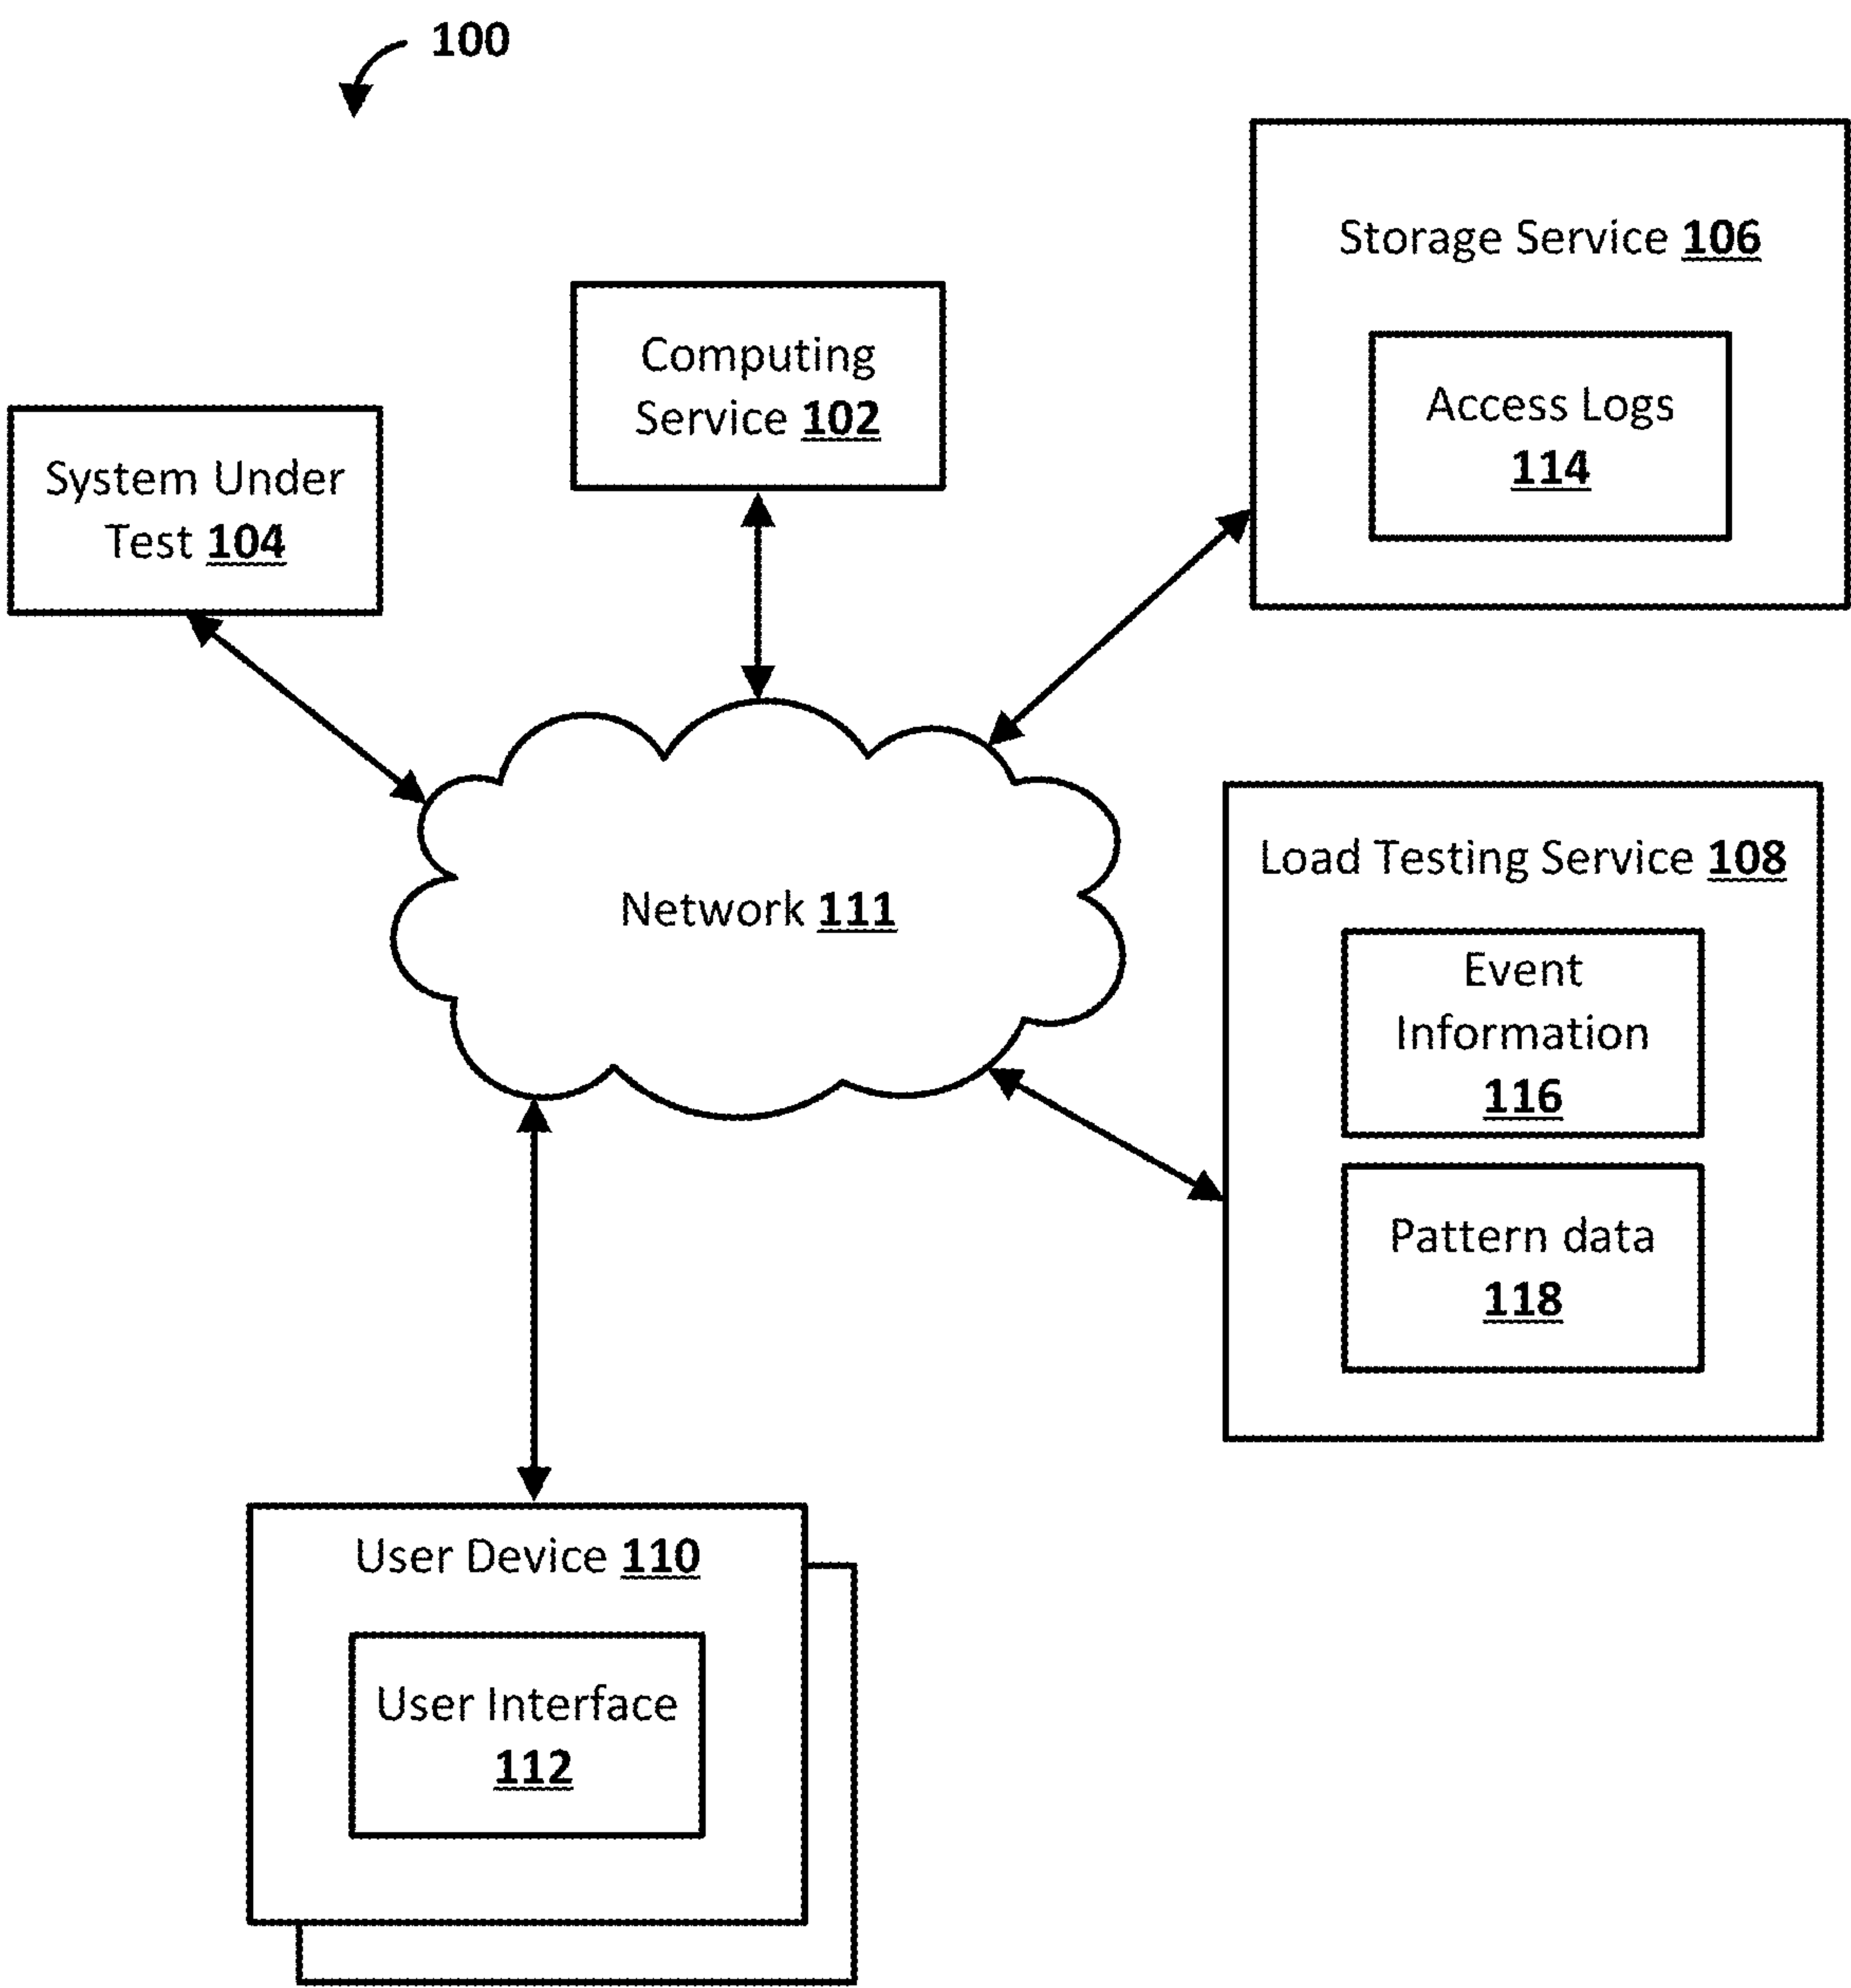 100
Storage Service 106
Access Logs
114
Computing
Service 102
System Under
Test 104
Network 111
Load Testing Service 108
Event
Information
116
Pattern data
118
User Device 110
User Interface
112